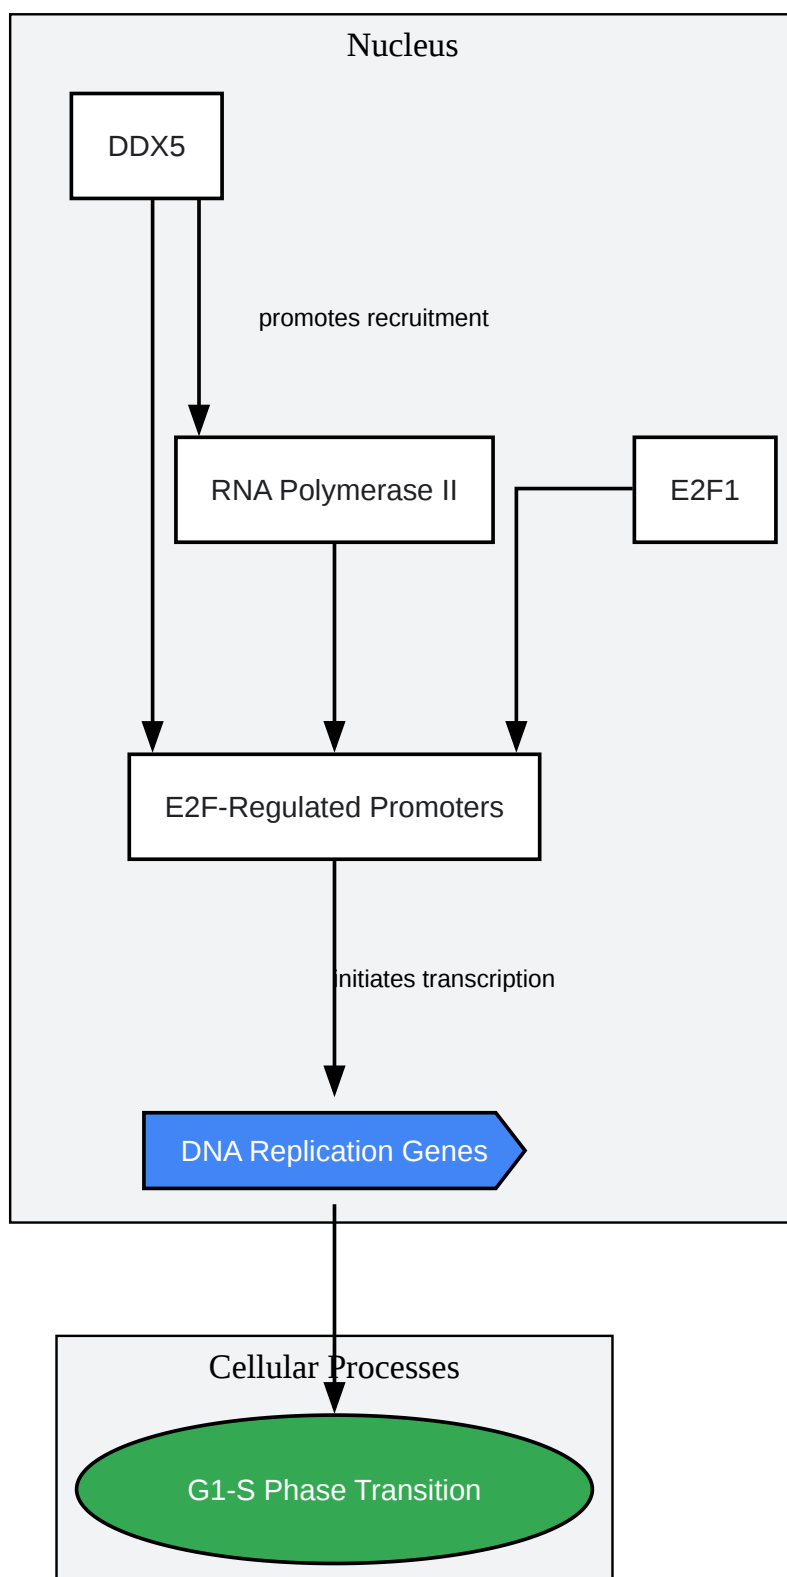 Nucleus
DDX5
promotes recruitment
RNA Polymerase II
E2F1
E2F-Regulated Promoters
initiates transcription
DNA Replication Genes
Cellular Processes
G1-S Phase Transition